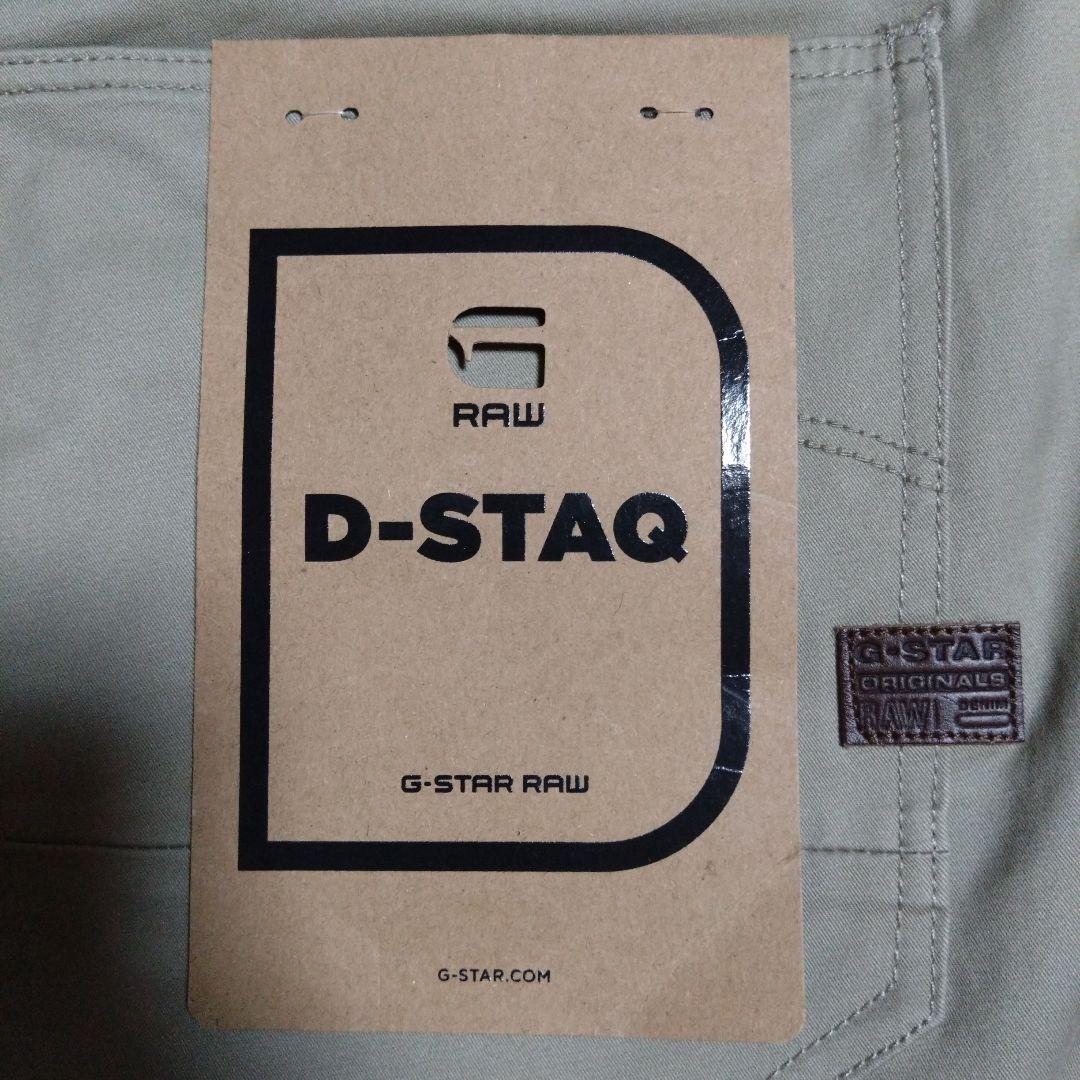 RAW
D-STAQ
G-STAR RAW
G-STAR.COM
G-STAR
ORIGINALS
RAW
DENIM